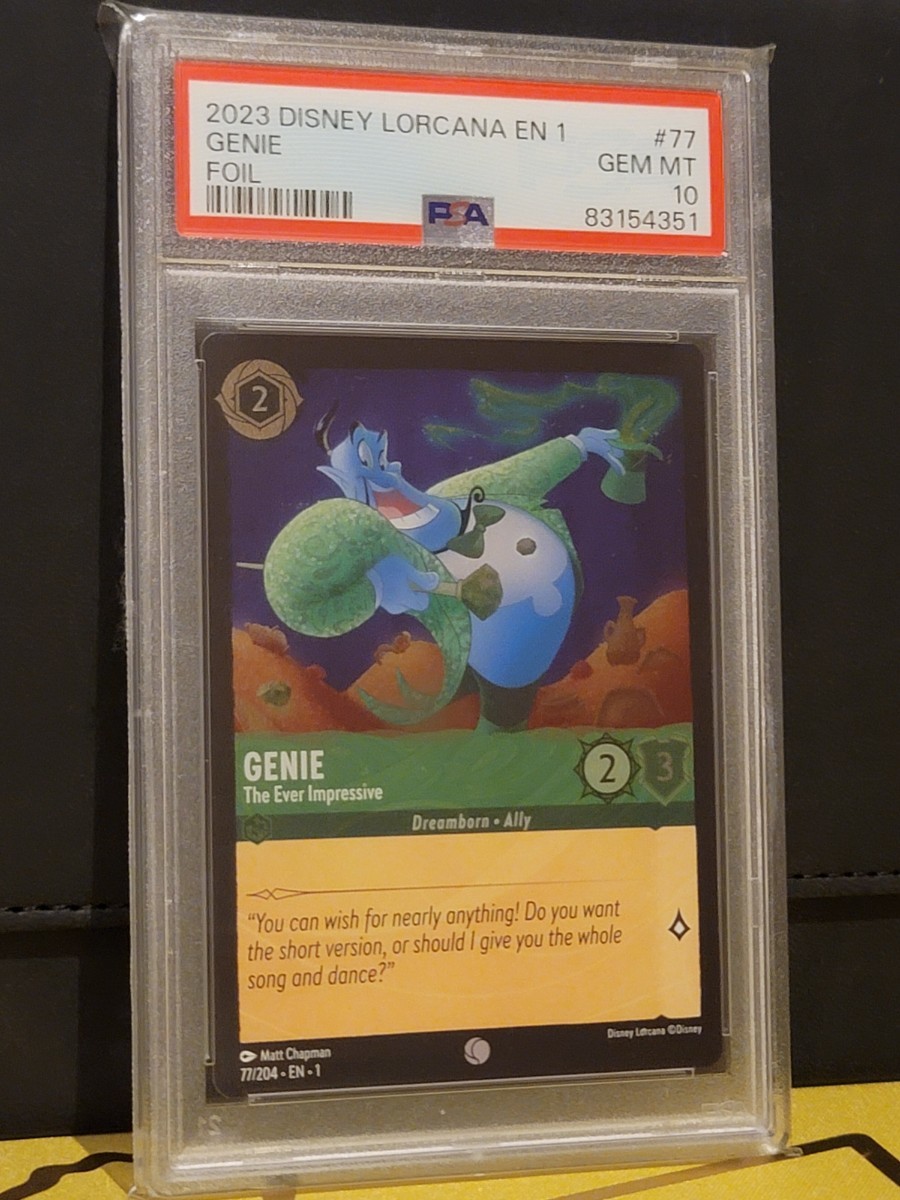 2023 DISNEY LORCANA EN 1 #77
GENIE GEM MT
FOIL 10
PSA 83154351
2
GENIE 2 3
The Ever Impressive
Dreamborn • Ally
“You can wish for nearly anything! Do you want
the short version, or should I give you the whole
song and dance?”
Disney Lorcana ©Disney
Matt Chapman
77/204 • EN • 1